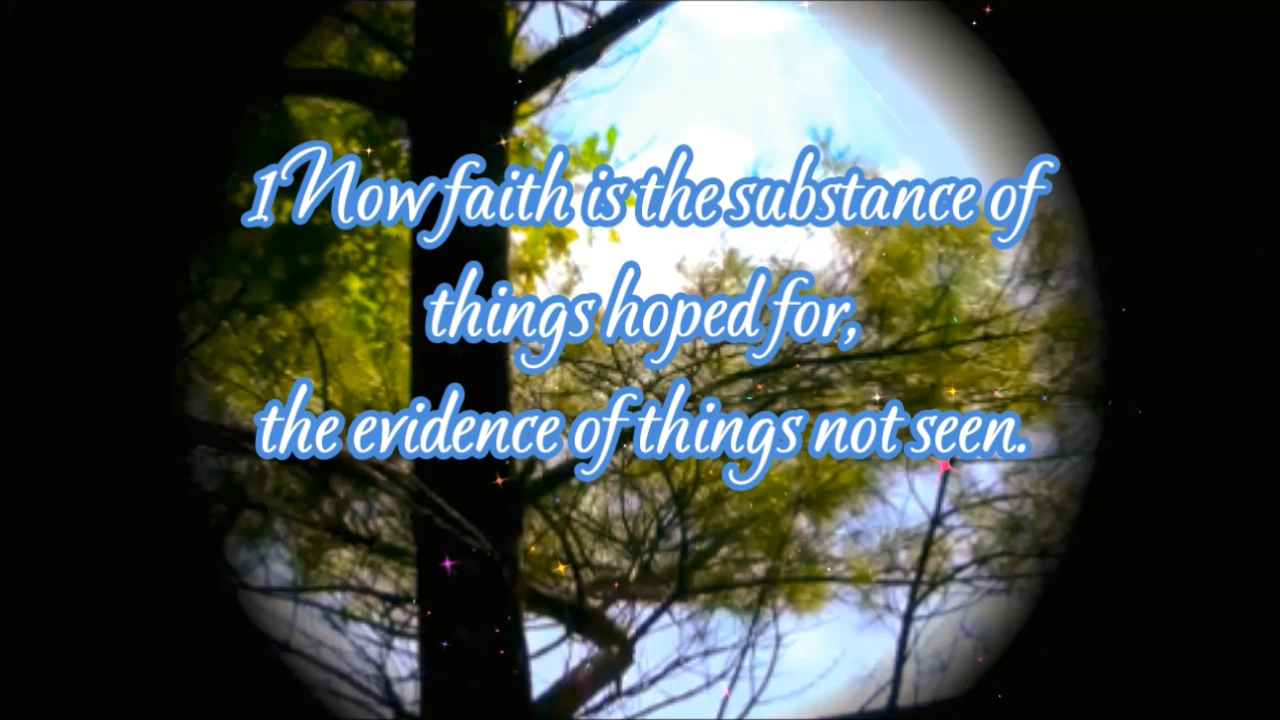 1 Now faith is the substance of
things hoped for,
the evidence of things not seen.